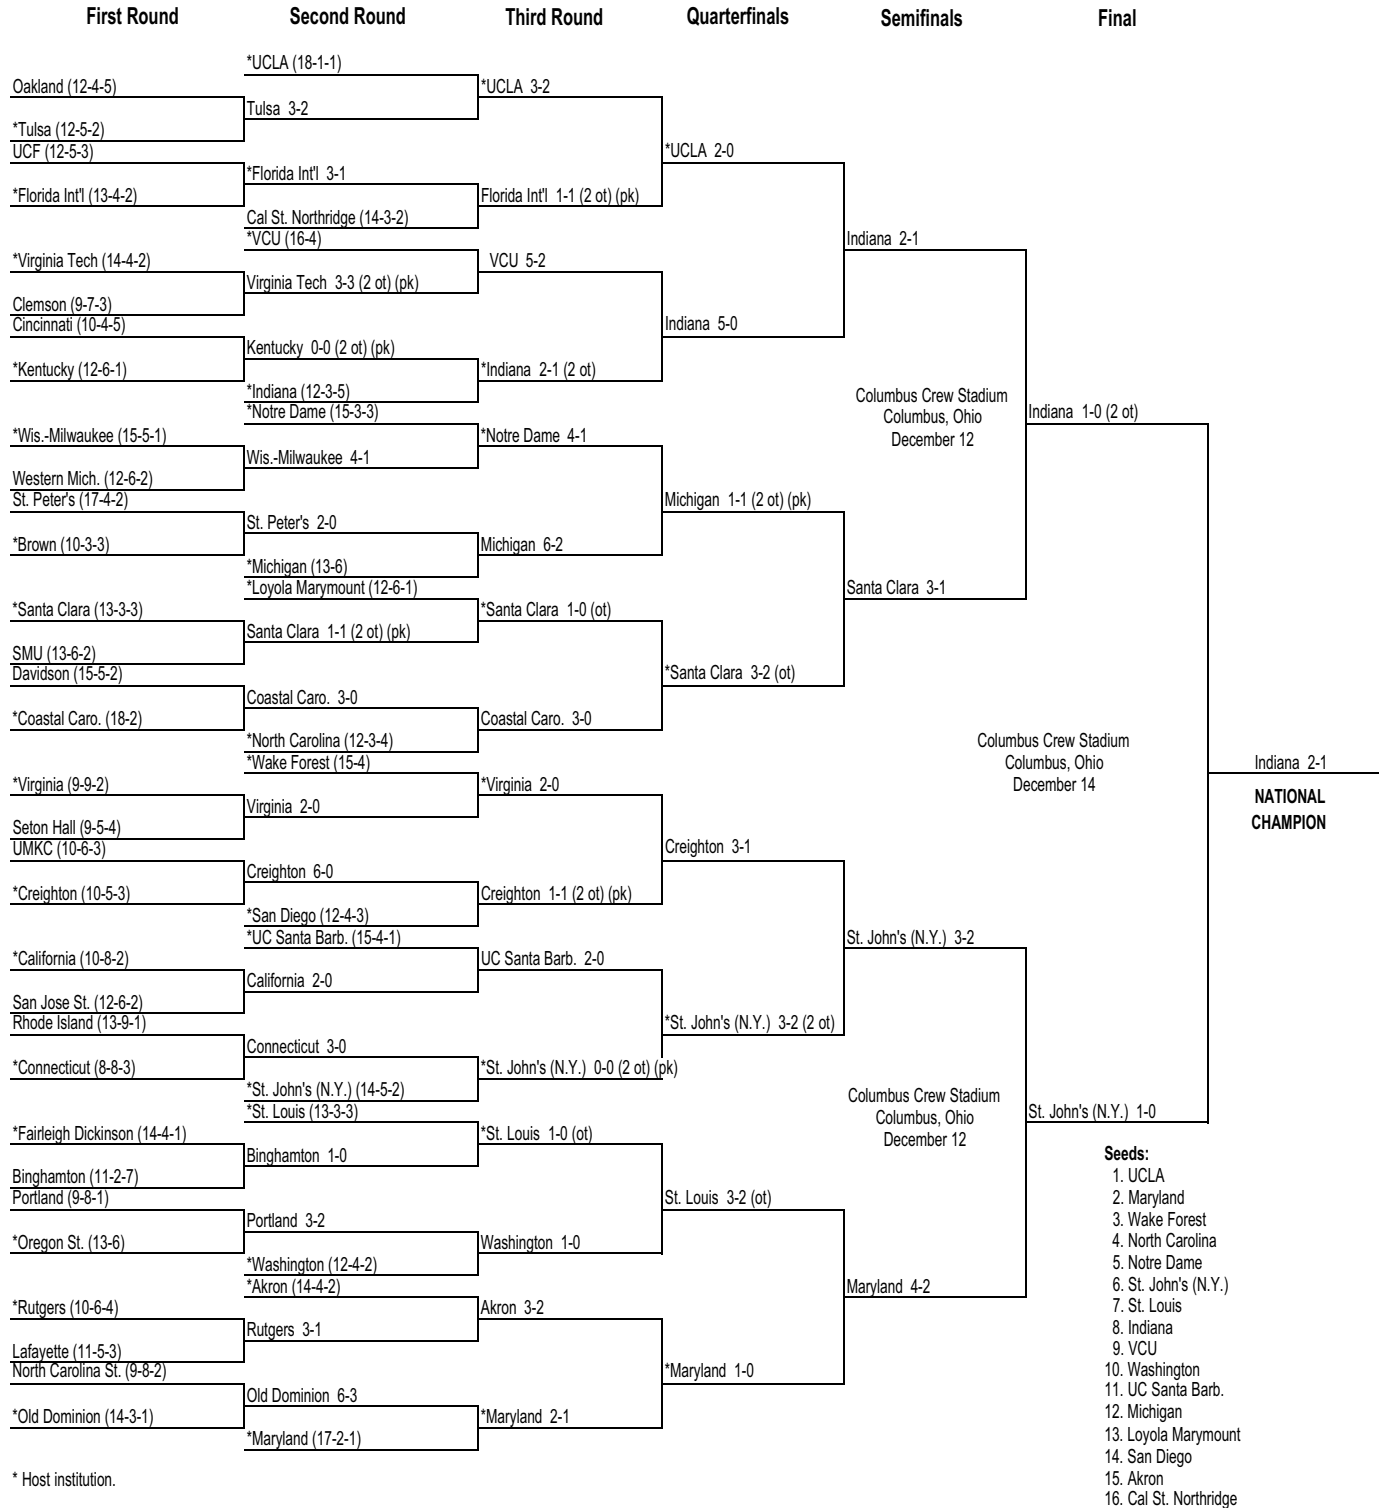 First Round
Second Round
Third Round
Quarterfinals
Semifinals
Final
Oakland (12-4-5)
*Tulsa (12-5-2)
UCF (12-5-3)
*Florida Int'l (13-4-2)
*Virginia Tech (14-4-2)
Clemson (9-7-3)
Cincinnati (10-4-5)
*Kentucky (12-6-1)
*Wis.-Milwaukee (15-5-1)
Western Mich. (12-6-2)
St. Peter's (17-4-2)
*Brown (10-3-3)
*Santa Clara (13-3-3)
SMU (13-6-2)
Davidson (15-5-2)
*Coastal Caro. (18-2)
*Virginia (9-9-2)
Seton Hall (9-5-4)
UMKC (10-6-3)
*Creighton (10-5-3)
*California (10-8-2)
San Jose St. (12-6-2)
Rhode Island (13-9-1)
*Connecticut (8-8-3)
*Fairleigh Dickinson (14-4-1)
Binghamton (11-2-7)
Portland (9-8-1)
*Oregon St. (13-6)
*Rutgers (10-6-4)
Lafayette (11-5-3)
North Carolina St. (9-8-2)
*Old Dominion (14-3-1)
* Host institution.
*UCLA (18-1-1)
Tulsa 3-2
*Florida Int'l 3-1
Cal St. Northridge (14-3-2)
*VCU (16-4)
Virginia Tech 3-3 (2 ot) (pk)
Kentucky 0-0 (2 ot) (pk)
*Indiana (12-3-5)
*Notre Dame (15-3-3)
Wis.-Milwaukee 4-1
St. Peter's 2-0
*Michigan (13-6)
*Loyola Marymount (12-6-1)
Santa Clara 1-1 (2 ot) (pk)
Coastal Caro. 3-0
*North Carolina (12-3-4)
*Wake Forest (15-4)
Virginia 2-0
Creighton 6-0
*San Diego (12-4-3)
*UC Santa Barb. (15-4-1)
California 2-0
Connecticut 3-0
*St. John's (N.Y.) (14-5-2)
*St. Louis (13-3-3)
Binghamton 1-0
Portland 3-2
*Washington (12-4-2)
*Akron (14-4-2)
Rutgers 3-1
Old Dominion 6-3
*Maryland (17-2-1)
*UCLA 3-2
Florida Int'l 1-1 (2 ot) (pk)
VCU 5-2
*Indiana 2-1 (2 ot)
*Notre Dame 4-1
Michigan 6-2
*Santa Clara 1-0 (ot)
Coastal Caro. 3-0
*Virginia 2-0
Creighton 1-1 (2 ot) (pk)
UC Santa Barb. 2-0
*St. John's (N.Y.) 0-0 (2 ot) (pk)
*St. Louis 1-0 (ot)
Washington 1-0
Akron 3-2
*Maryland 2-1
*UCLA 2-0
Indiana 5-0
Michigan 1-1 (2 ot) (pk)
*Santa Clara 3-2 (ot)
Creighton 3-1
*St. John's (N.Y.) 3-2 (2 ot)
St. Louis 3-2 (ot)
*Maryland 1-0
Indiana 2-1
Columbus Crew Stadium
Columbus, Ohio
December 12
Santa Clara 3-1
St. John's (N.Y.) 3-2
Columbus Crew Stadium
Columbus, Ohio
December 12
Maryland 4-2
Indiana 1-0 (2 ot)
Columbus Crew Stadium
Columbus, Ohio
December 14
St. John's (N.Y.) 1-0
Indiana 2-1
NATIONAL
CHAMPION
Seeds:
1. UCLA
2. Maryland
3. Wake Forest
4. North Carolina
5. Notre Dame
6. St. John's (N.Y.)
7. St. Louis
8. Indiana
9. VCU
10. Washington
11. UC Santa Barb.
12. Michigan
13. Loyola Marymount
14. San Diego
15. Akron
16. Cal St. Northridge